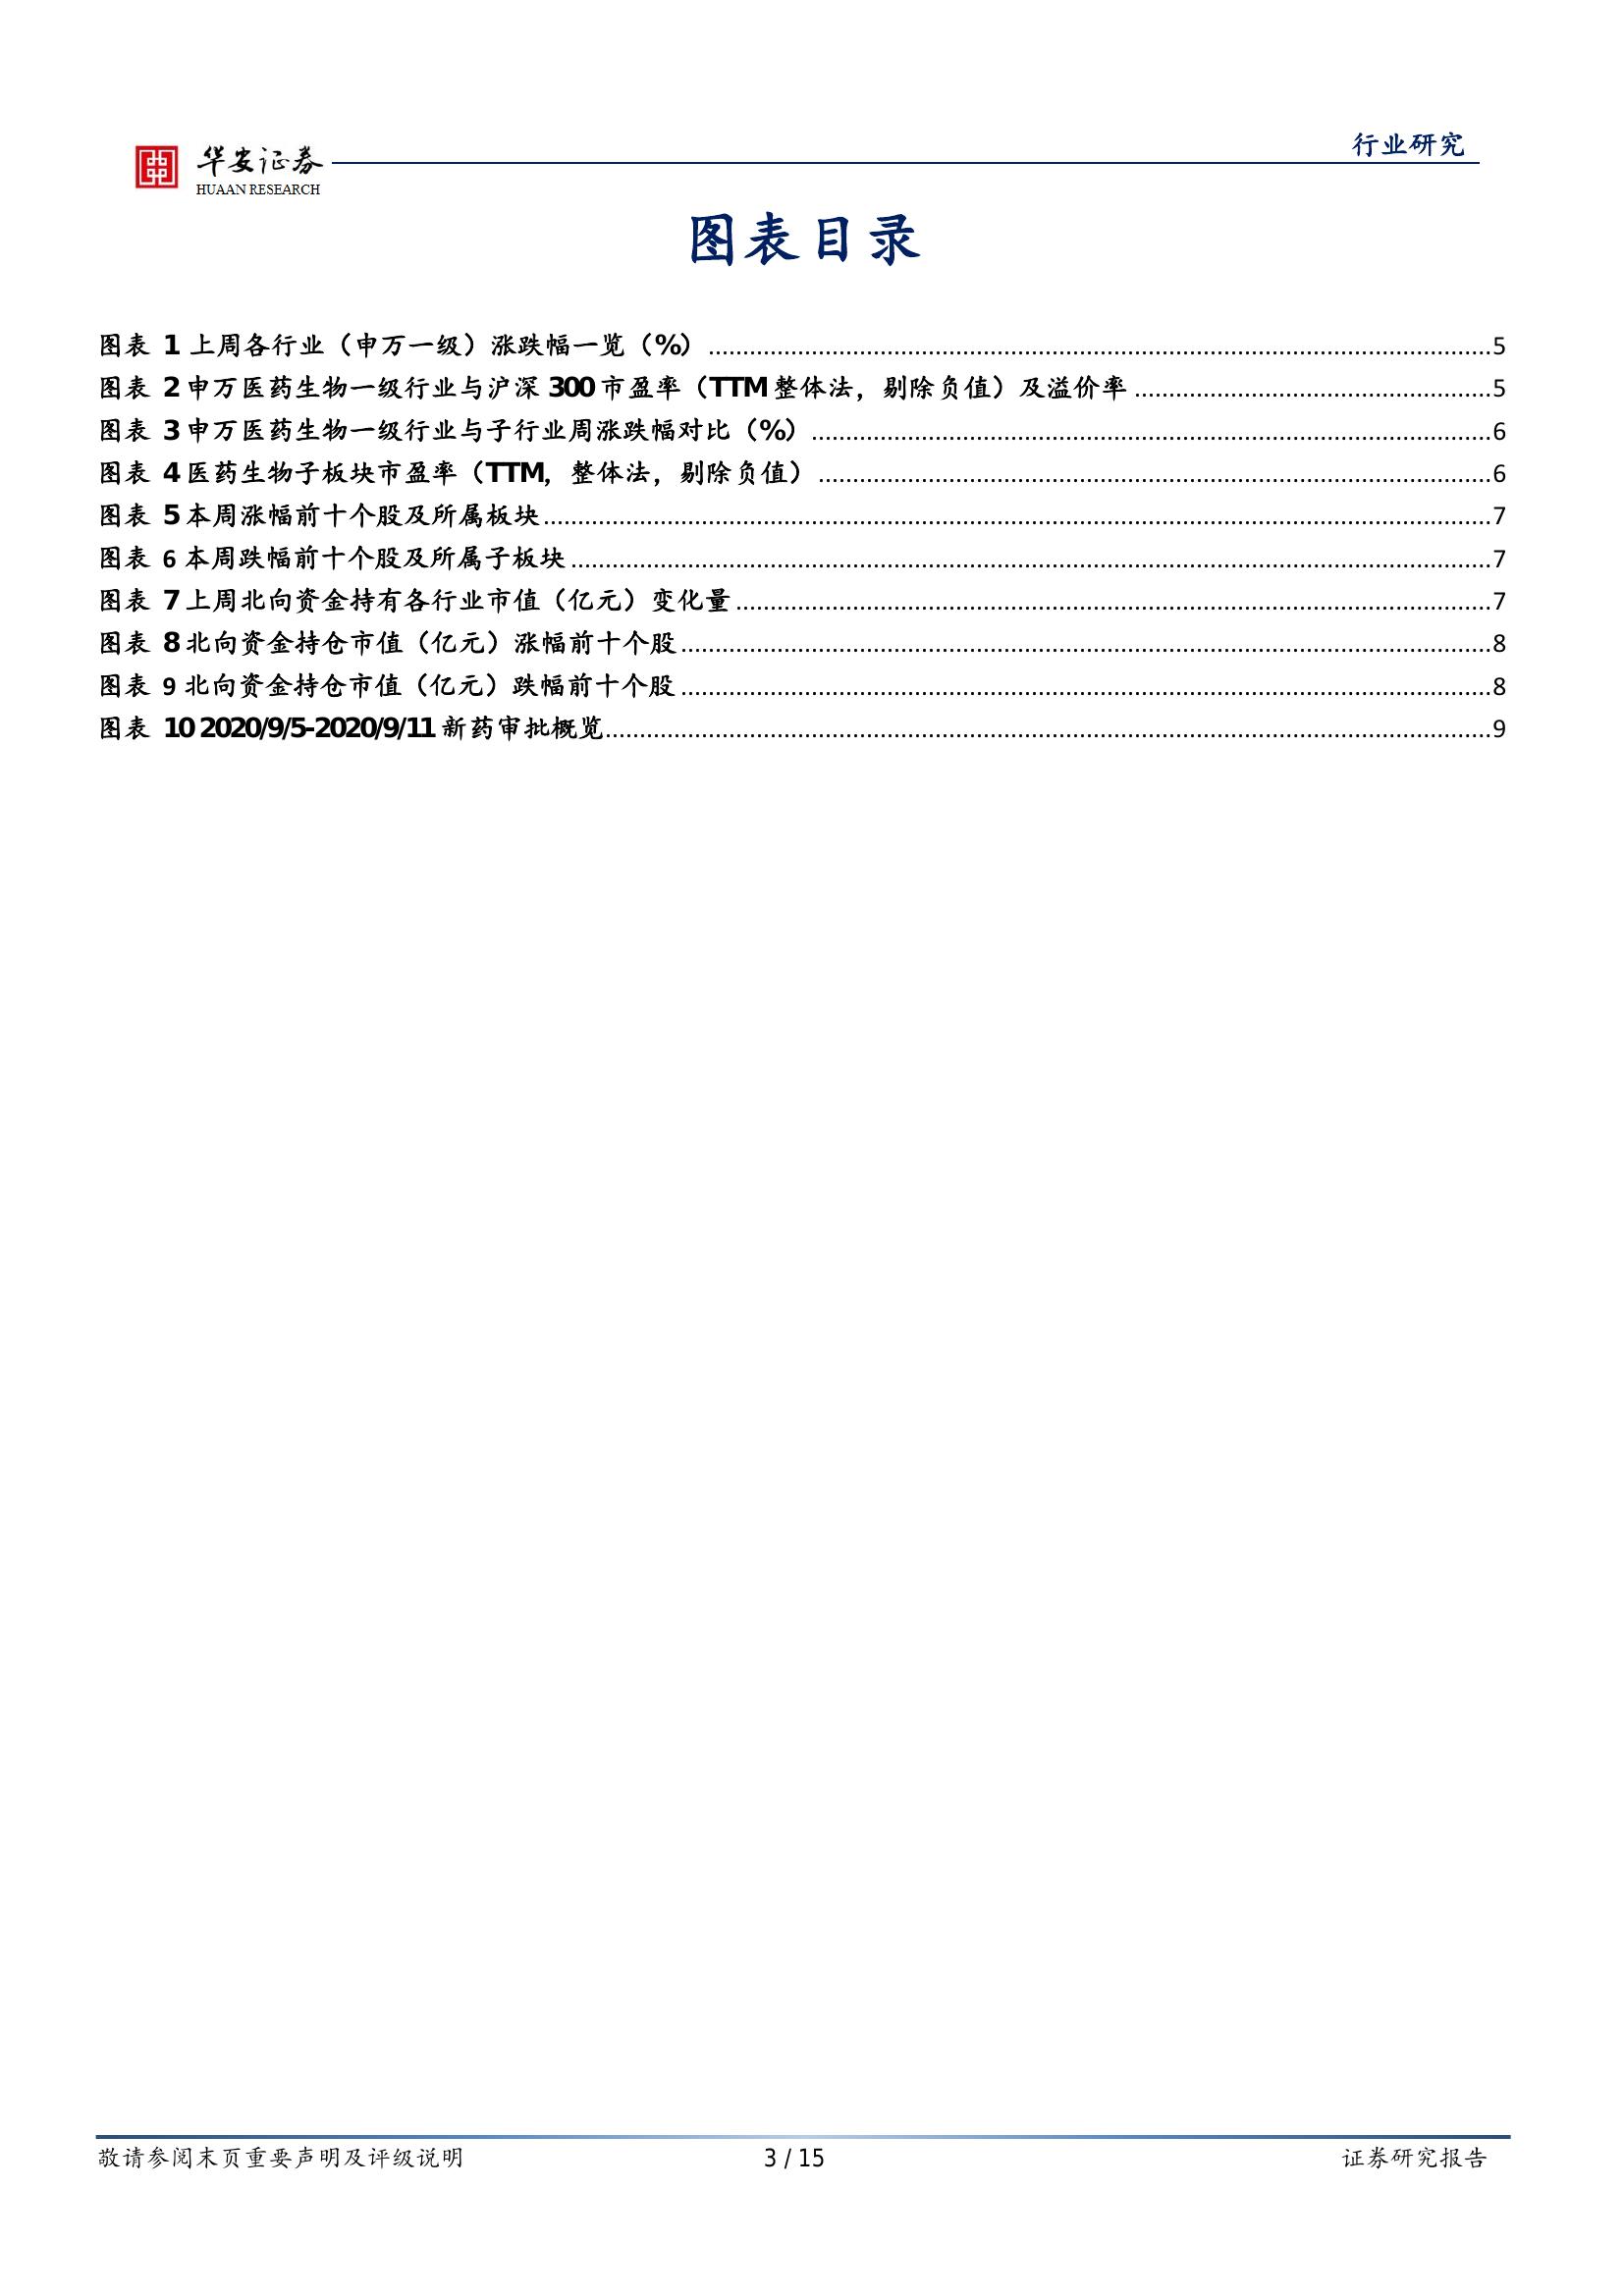 行业研究
华安证券
HUAAN RESEARCH
图表目录
图表 1 上周各行业（申万一级）涨跌幅一览（%）........................5
图表 2 申万医药生物一级行业与沪深 300 市盈率（TTM 整体法，剔除负值）及溢价率........................5
图表 3 申万医药生物一级行业与子行业周涨跌幅对比（%）........................6
图表 4 医药生物子板块市盈率（TTM，整体法，剔除负值）........................6
图表 5 本周涨幅前十个股及所属板块........................7
图表 6 本周跌幅前十个股及所属子板块........................7
图表 7 上周北向资金持有各行业市值（亿元）变化量........................7
图表 8 北向资金持仓市值（亿元）涨幅前十个股........................8
图表 9 北向资金持仓市值（亿元）跌幅前十个股........................8
图表 10 2020/9/5-2020/9/11 新药审批概览........................9
敬请参阅末页重要声明及评级说明 3 / 15 证券研究报告